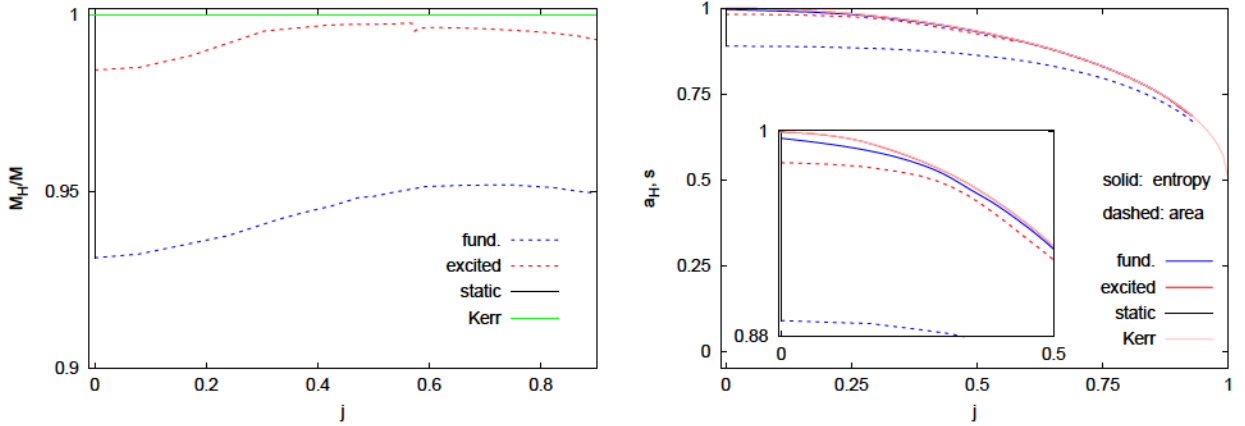 1
0.95
0.9
M_H/M
0 0.2 0.4 0.6 0.8
j
fund.
excited
static
Kerr
1
0.75
0.5
0.25
0
a_H, s
0 0.25 0.5 0.75 1
j
1
0.88
0 0.5
solid: entropy
dashed: area
fund.
excited
static
Kerr